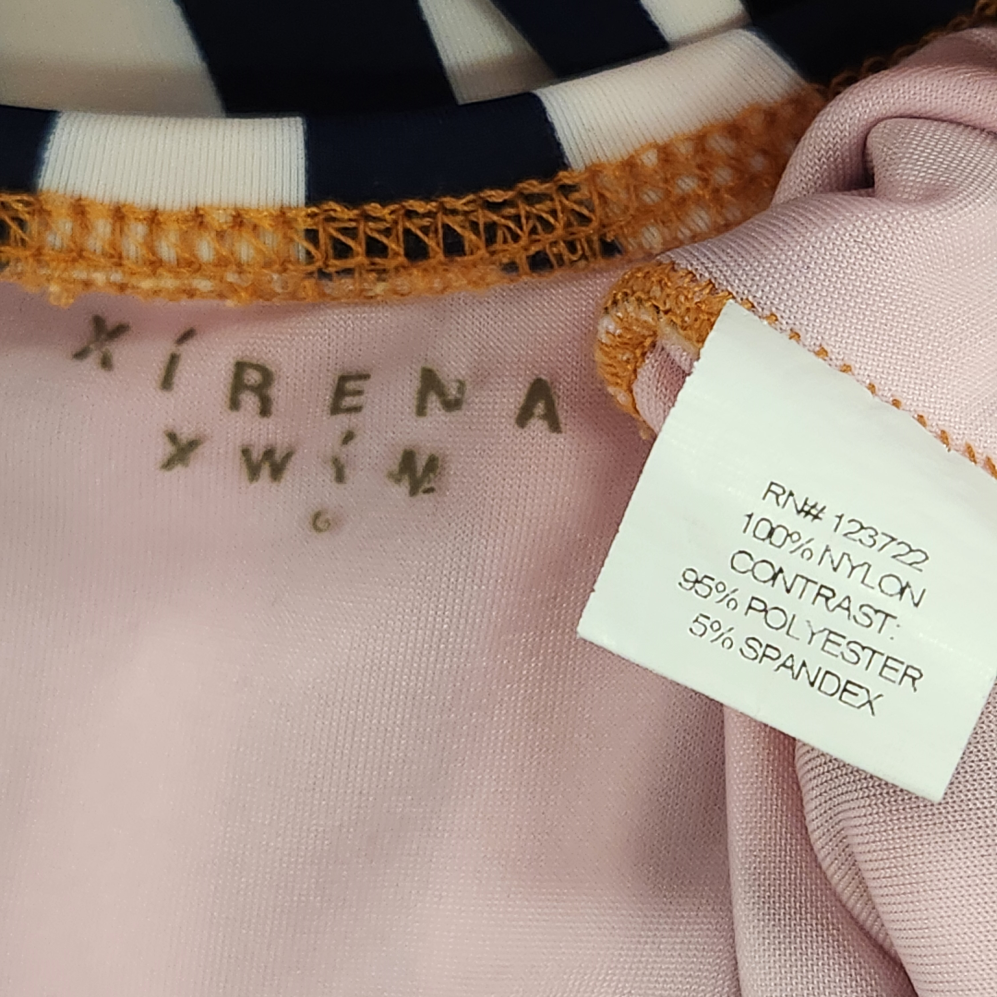 XÍRENA
XWÍM
6
RN# 123722
100% NYLON
CONTRAST:
95% POLYESTER
5% SPANDEX